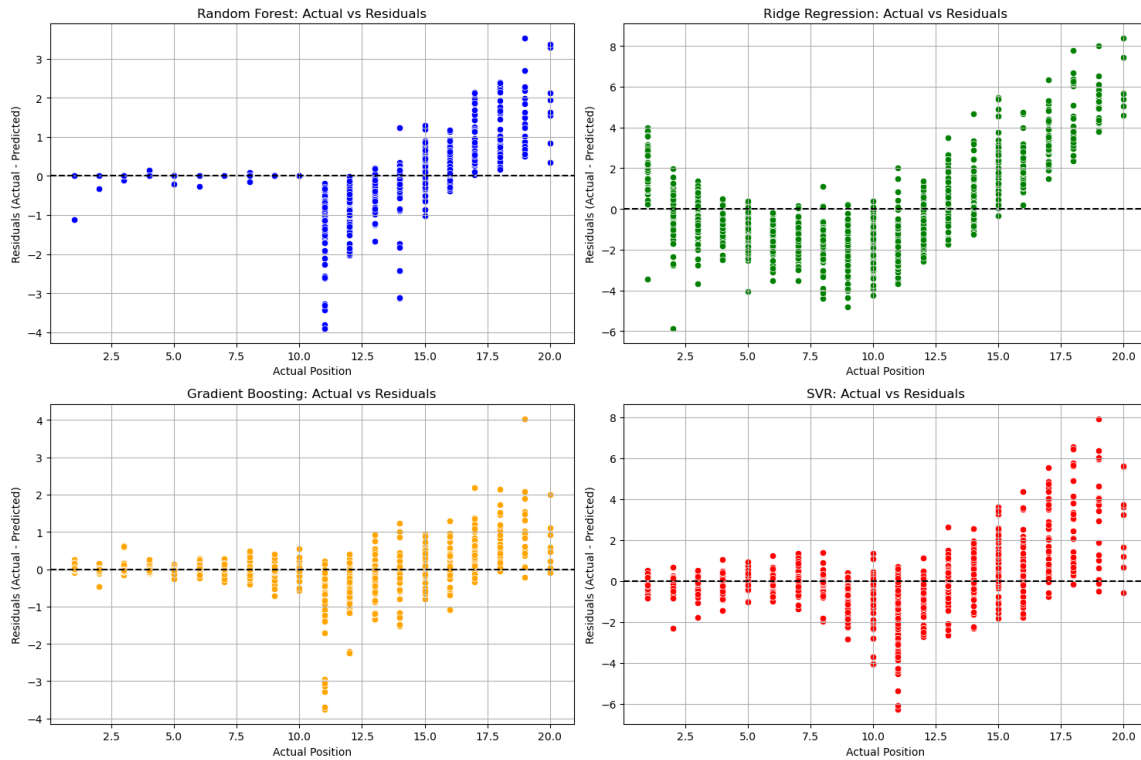 Random Forest: Actual vs Residuals
Residuals (Actual - Predicted)
3
2
1
0
−1
−2
−3
−4
2.5 5.0 7.5 10.0 12.5 15.0 17.5 20.0
Actual Position
Ridge Regression: Actual vs Residuals
Residuals (Actual - Predicted)
8
6
4
2
0
−2
−4
−6
2.5 5.0 7.5 10.0 12.5 15.0 17.5 20.0
Actual Position
Gradient Boosting: Actual vs Residuals
Residuals (Actual - Predicted)
4
3
2
1
0
−1
−2
−3
−4
2.5 5.0 7.5 10.0 12.5 15.0 17.5 20.0
Actual Position
SVR: Actual vs Residuals
Residuals (Actual - Predicted)
8
6
4
2
0
−2
−4
−6
2.5 5.0 7.5 10.0 12.5 15.0 17.5 20.0
Actual Position